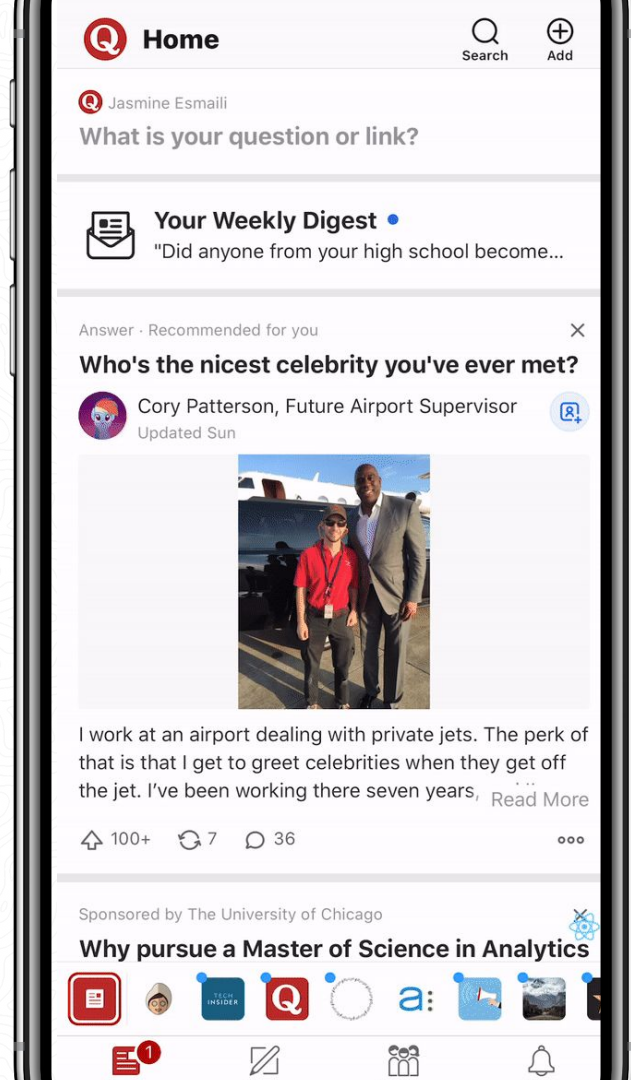 Q Home
Search
Add
Q Jasmine Esmaili
What is your question or link?
Your Weekly Digest
"Did anyone from your high school become...
Answer · Recommended for you
Who's the nicest celebrity you've ever met?
Cory Patterson, Future Airport Supervisor
Updated Sun
I work at an airport dealing with private jets. The perk of
that is that I get to greet celebrities when they get off
the jet. I've been working there seven years,
Read More
100+
7
36
Sponsored by The University of Chicago
Why pursue a Master of Science in Analytics
TECH
INSIDER
Q
a:
1